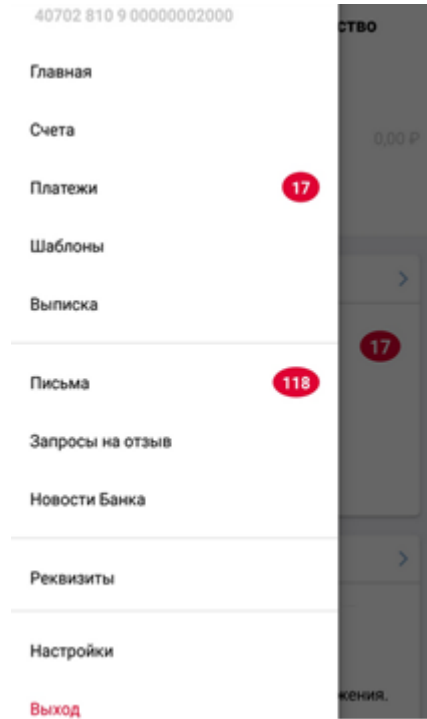 40702 810 9 00000002000
ство
Главная
Счета
0,00 ₽
Платежи 17
Шаблоны
Выписка
17
Письма 118
Запросы на отзыв
Новости Банка
Реквизиты
Настройки
жения.
Выход